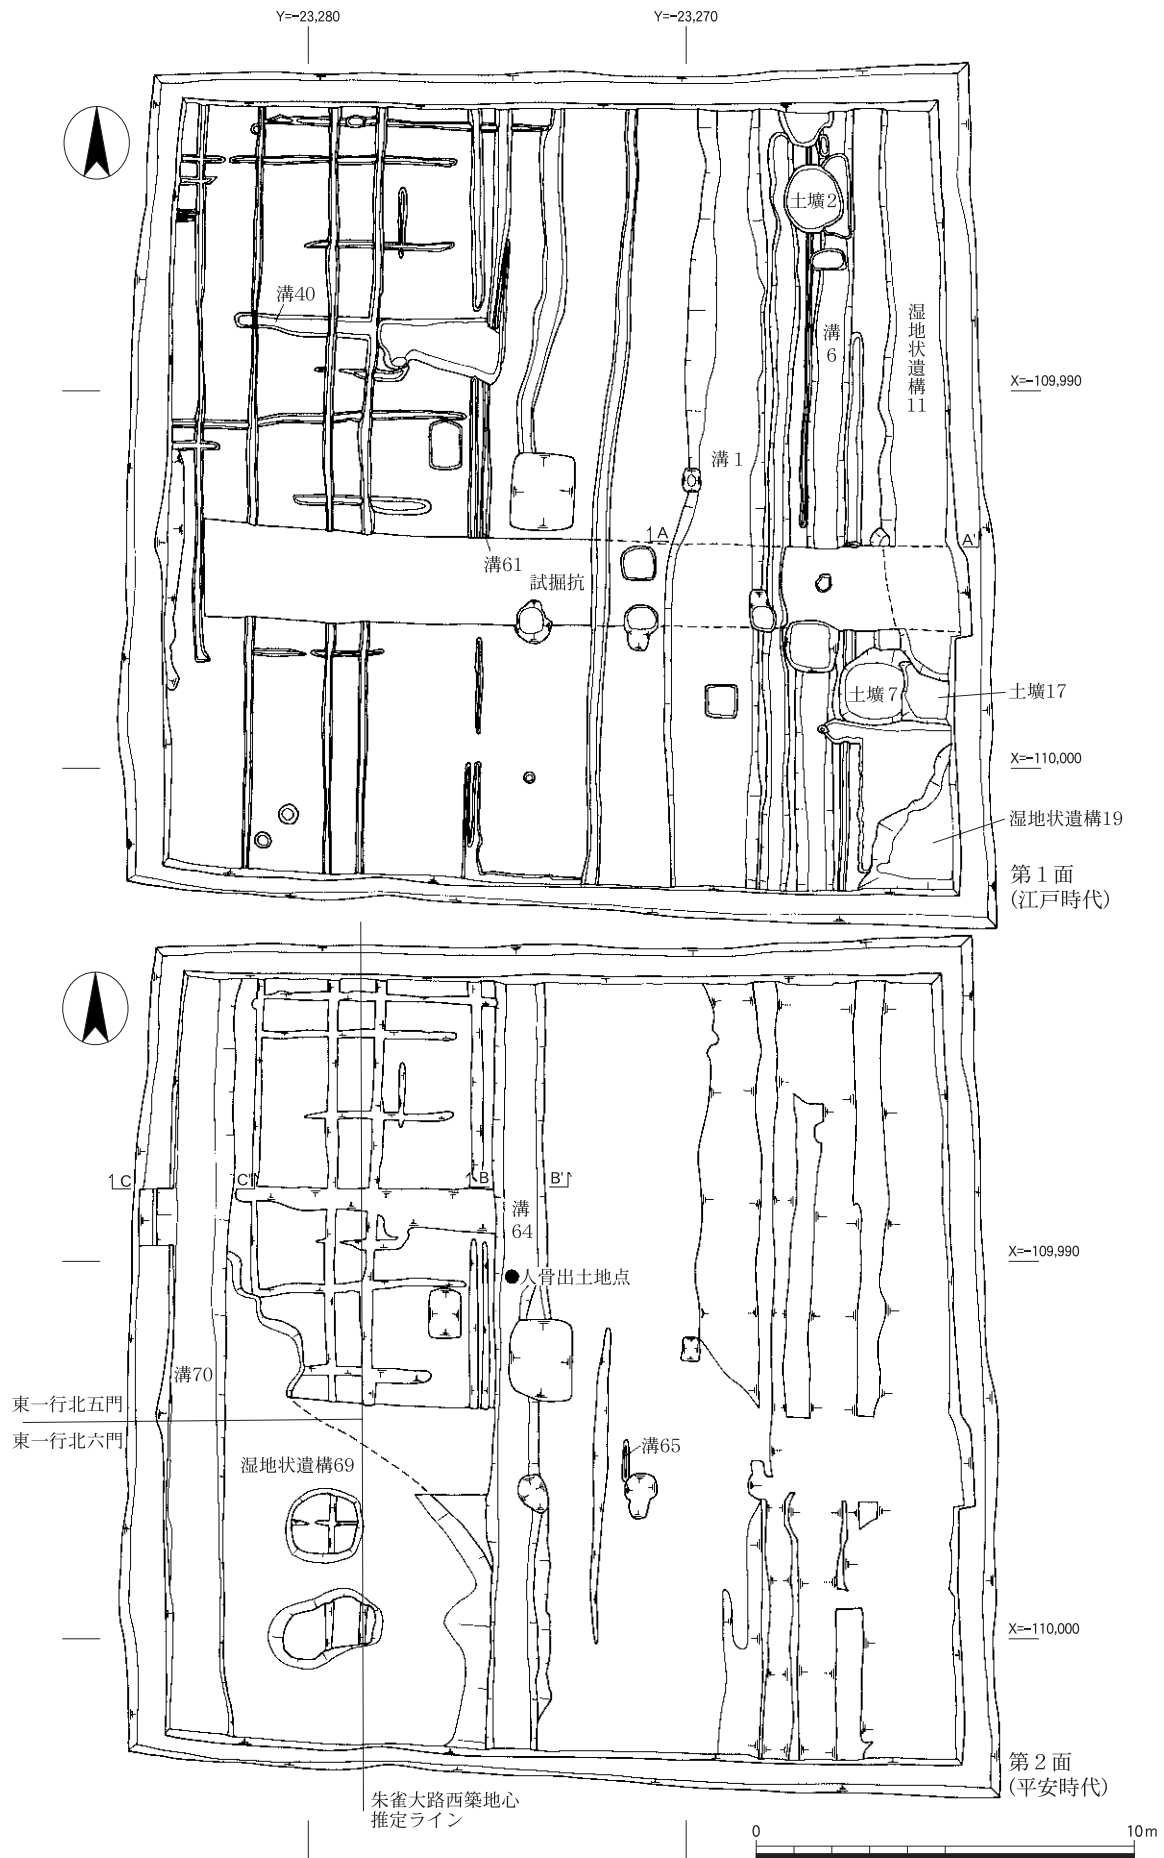 Y=-23,280
Y=-23,270
土壙2
溝40
溝6
湿地状遺構11
X=-109,990
溝1
A
A'
溝61
試掘抗
土壙7
土壙17
X=-110,000
湿地状遺構19
第1面
(江戸時代)
C
C'
B
B'
溝64
X=-109,990
人骨出土地点
溝70
東一行北五門
東一行北六門
溝65
湿地状遺構69
X=-110,000
第2面
(平安時代)
朱雀大路西築地心
推定ライン
0
10m